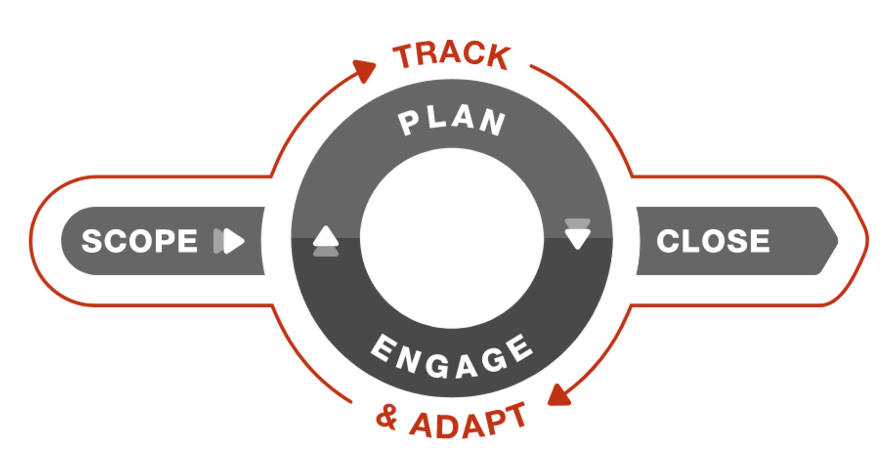 TRACK
PLAN
SCOPE
CLOSE
ENGAGE
& ADAPT